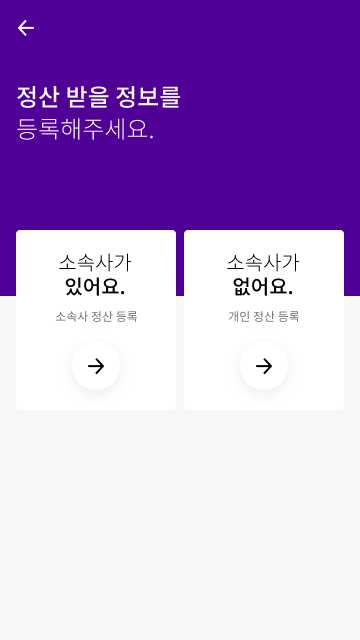 정산 받을 정보를
등록해주세요.
소속사가
있어요.
소속사 정산 등록
소속사가
없어요.
개인 정산 등록